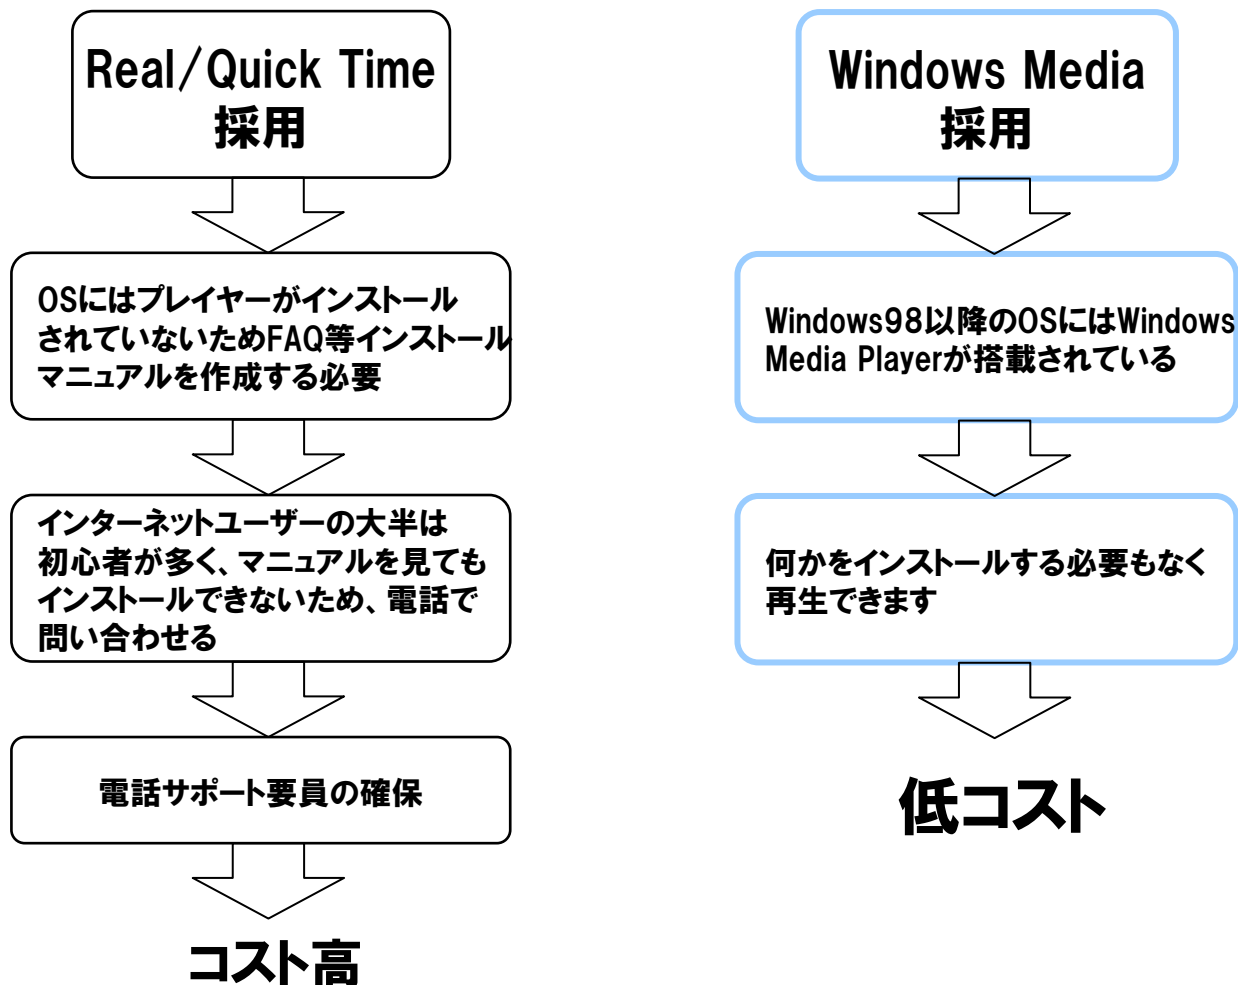 Real/Quick Time
採用
OSにはプレイヤーがインストール
されていないためFAQ等インストール
マニュアルを作成する必要
インターネットユーザーの大半は
初心者が多く、マニュアルを見ても
インストールできないため、電話で
問い合わせる
電話サポート要員の確保
コスト高
Windows Media
採用
Windows98以降のOSにはWindows
Media Playerが搭載されている
何かをインストールする必要もなく
再生できます
低コスト